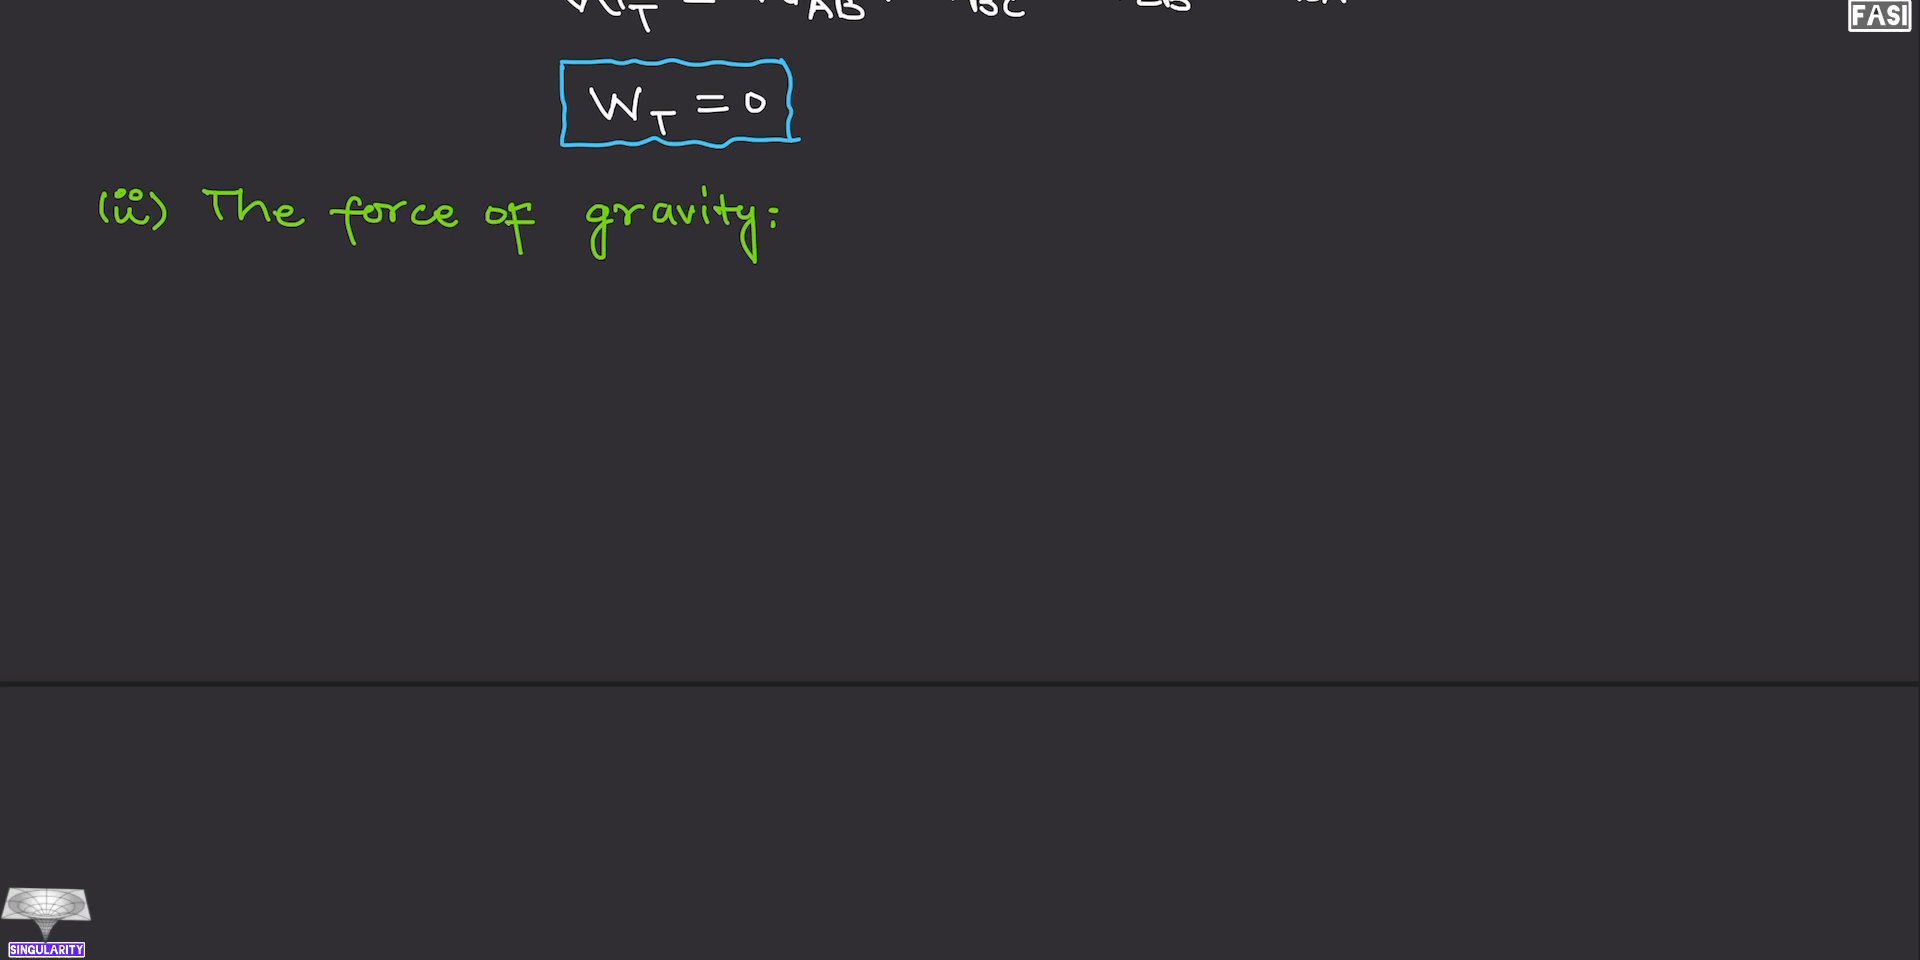 FASI
W_T = 0
(ii) The force of gravity:
SINGULARITY